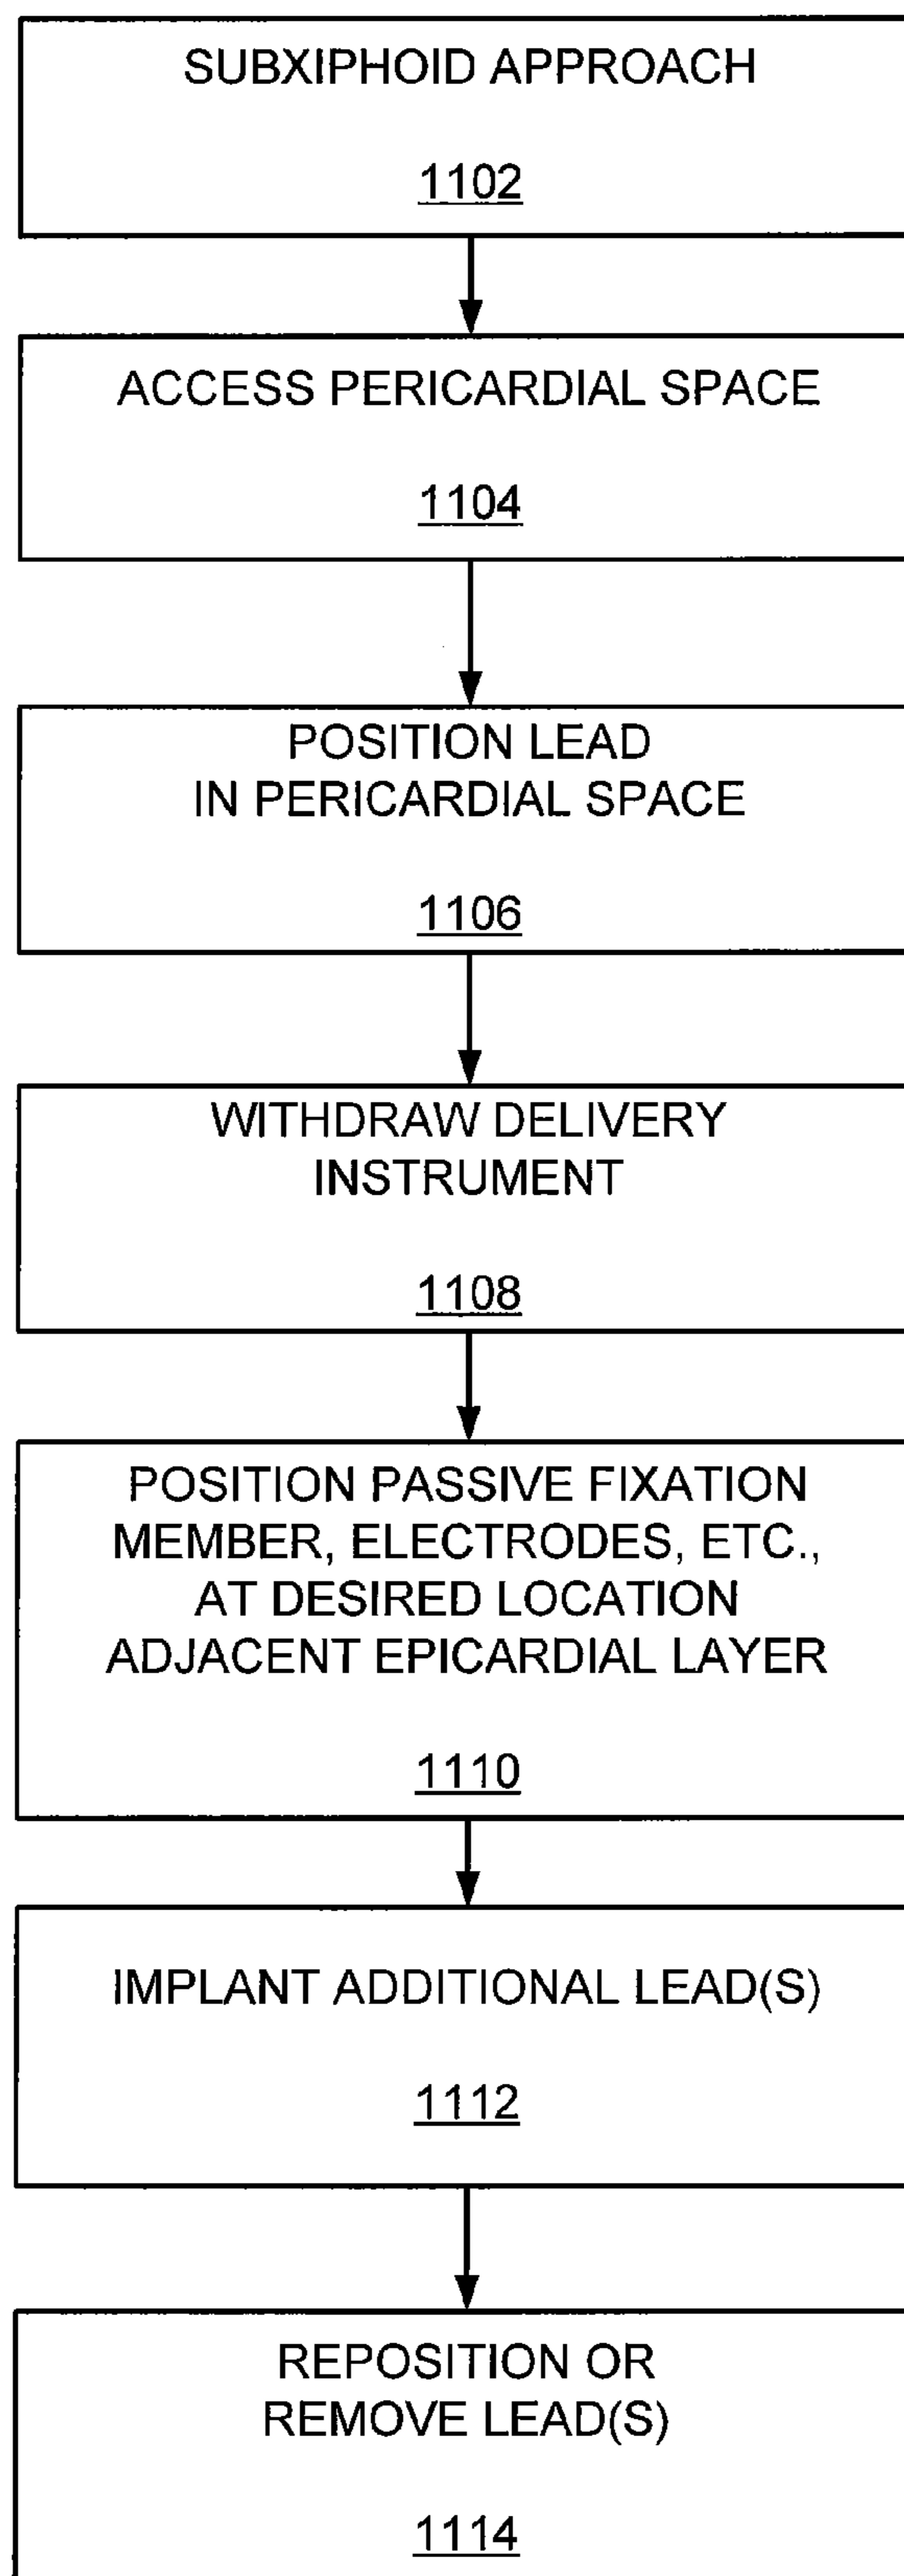 SUBXIPHOID APPROACH
1102
ACCESS PERICARDIAL SPACE
1104
POSITION LEAD
IN PERICARDIAL SPACE
1106
WITHDRAW DELIVERY
INSTRUMENT
1108
POSITION PASSIVE FIXATION
MEMBER, ELECTRODES, ETC.,
AT DESIRED LOCATION
ADJACENT EPICARDIAL LAYER
1110
IMPLANT ADDITIONAL LEAD(S)
1112
REPOSITION OR
REMOVE LEAD(S)
1114